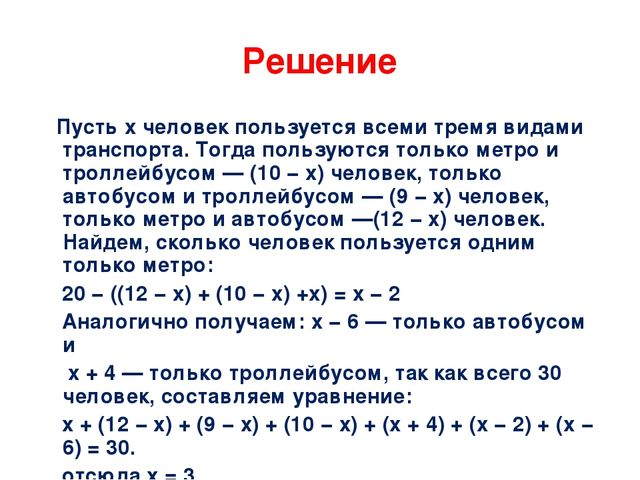 Решение
Пусть х человек пользуется всеми тремя видами
транспорта. Тогда пользуются только метро и
троллейбусом — (10 – х) человек, только
автобусом и троллейбусом — (9 – х) человек,
только метро и автобусом —(12 – х) человек.
Найдем, сколько человек пользуется одним
только метро:
20 – ((12 – х) + (10 – х) +х) = х – 2
Аналогично получаем: х – 6 — только автобусом
и
х + 4 — только троллейбусом, так как всего 30
человек, составляем уравнение:
х + (12 – х) + (9 – х) + (10 – х) + (х + 4) + (х – 2) + (х –
6) = 30.
отсюда х = 3